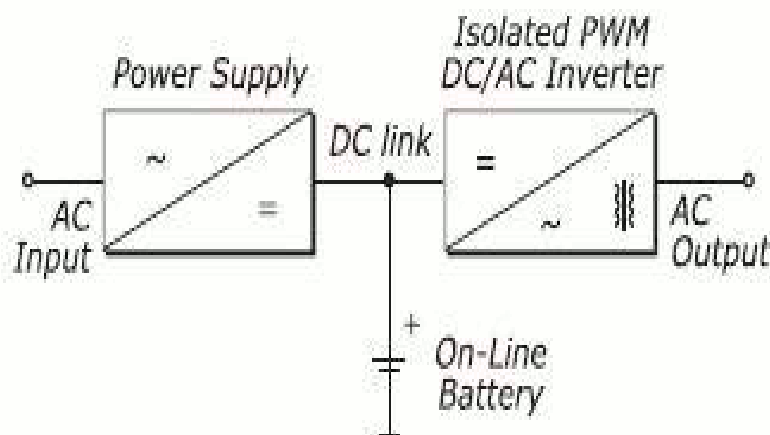 Power Supply
Isolated PWM
DC/AC Inverter
~
=
DC link
=
~
AC
Input
AC
Output
+
On-Line
Battery